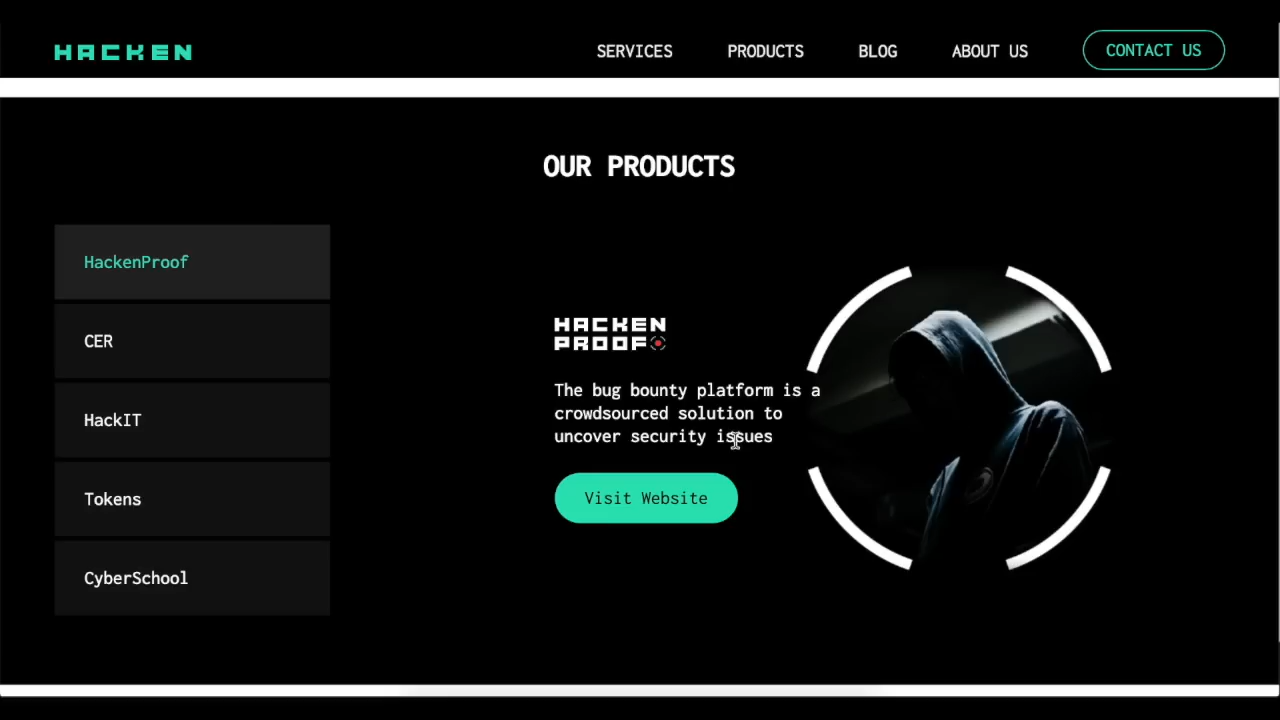 HACKEN
SERVICES
PRODUCTS
BLOG
ABOUT US
CONTACT US
OUR PRODUCTS
HackenProof
CER
HackIT
Tokens
CyberSchool
HACKEN
PROOF
The bug bounty platform is a
crowdsourced solution to
uncover security issues
Visit Website